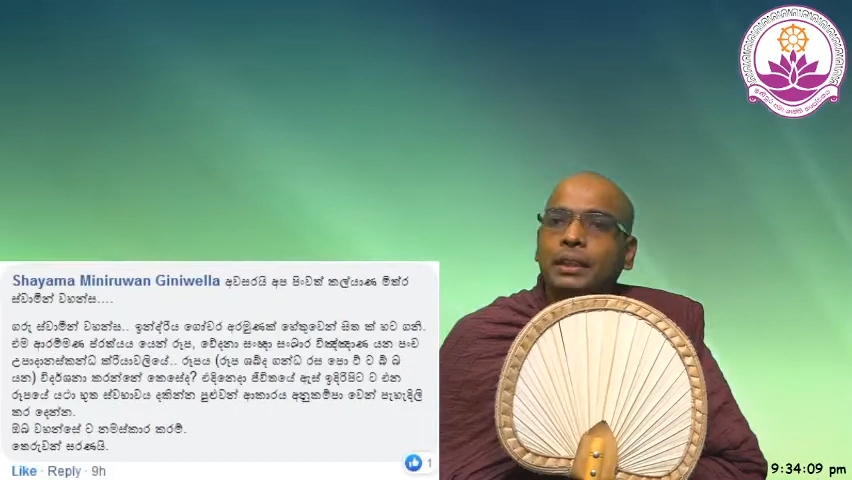 Shayama Miniruwan Giniwella අවසරයි අප පිංවත් කල්යාණ මිත්ර
ස්වාමින් වහන්ස....
ගරු ස්වාමින් වහන්ස.. ඉන්ද්රිය ගෝචර අරමුණක් හේතුවෙන් සිත ක් හට ගනි.
එම ආරම්මණ ප්රත්යය යෙන් රූප, වේදනා සංඥා සංඛාර විඤ්ඤාණ යන පංච
උපාදානස්කන්ධ ක්රියාවලියේ.. රූපය (රූප ශබ්ද ගන්ධ රස පො ට් ට බ් බ
යන) විදර්ශනා කරන්නේ කෙසේද? එදිනෙදා ජීවිතයේ ඇස් ඉදිරිපිට ට එන
රූපයේ යථා භූත ස්වභාවය දකින්න පුළුවන් ආකාරය අනුකම්පා වෙන් පැහැදිලි
කර දෙන්න.
ඔබ වහන්සේ ට නමස්කාර කරමි.
තෙරුවන් සරණයි.
Like · Reply · 9h
1
9:34:09 pm